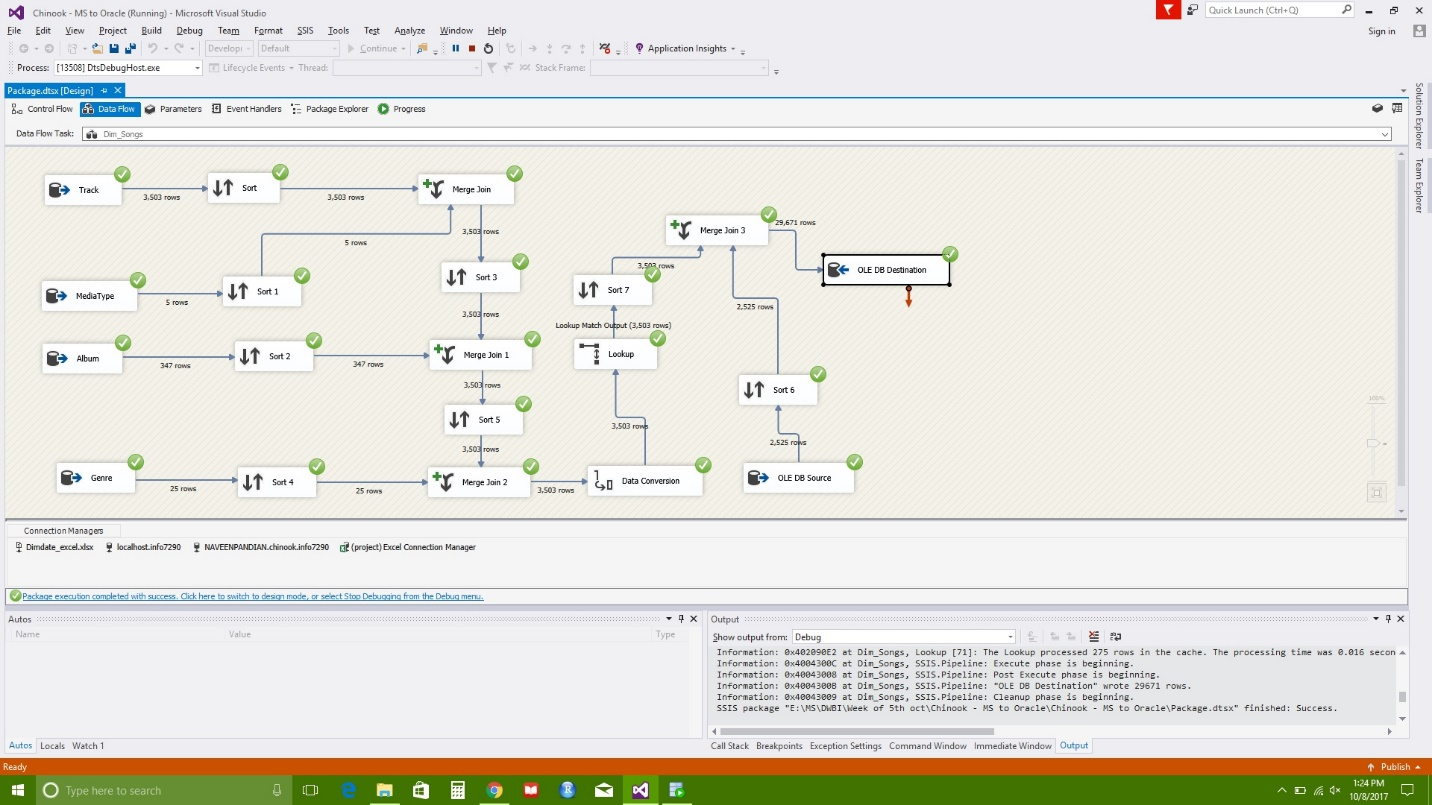 Chinook - MS to Oracle (Running) - Microsoft Visual Studio
Quick Launch (Ctrl+Q)
File Edit View Project Build Debug Team Format SSIS Tools Test Analyze Window Help
Sign in
Develop Default Continue Application Insights
Process: [13508] DtsDebugHost.exe Lifecycle Events Thread: Stack Frame:
Package.dtsx [Design]
Control Flow Data Flow Parameters Event Handlers Package Explorer Progress
Data Flow Task: Dim_Songs
Solution Explorer
Team Explorer
Track
3,503 rows
Sort
3,503 rows
Merge Join
3,503 rows
5 rows
MediaType
5 rows
Sort 1
Sort 3
3,503 rows
Album
347 rows
Sort 2
347 rows
Merge Join 1
3,503 rows
Sort 5
3,503 rows
Genre
25 rows
Sort 4
25 rows
Merge Join 2
3,503 rows
Data Conversion
3,503 rows
Lookup
Lookup Match Output (3,503 rows)
Sort 7
3,503 rows
Merge Join 3
29,671 rows
OLE DB Destination
2,525 rows
Sort 6
2,525 rows
OLE DB Source
100%
Connection Managers
Dimdate_excel.xlsx localhost.info7290 NAVEENPANDIAN.chinook.info7290 (project) Excel Connection Manager
Package execution completed with success. Click here to switch to design mode, or select Stop Debugging from the Debug menu.
Autos
Name Value Type
Autos Locals Watch 1
Output
Show output from: Debug
Information: 0x402090E2 at Dim_Songs, Lookup [71]: The Lookup processed 275 rows in the cache. The processing time was 0.016 secon
Information: 0x4004300C at Dim_Songs, SSIS.Pipeline: Execute phase is beginning.
Information: 0x40043008 at Dim_Songs, SSIS.Pipeline: Post Execute phase is beginning.
Information: 0x4004300B at Dim_Songs, SSIS.Pipeline: "OLE DB Destination" wrote 29671 rows.
Information: 0x40043009 at Dim_Songs, SSIS.Pipeline: Cleanup phase is beginning.
SSIS package "E:\MS\DWBI\Week of 5th oct\Chinook - MS to Oracle\Chinook - MS to Oracle\Package.dtsx" finished: Success.
Call Stack Breakpoints Exception Settings Command Window Immediate Window Output
Ready
Publish
Type here to search
1:24 PM
10/8/2017